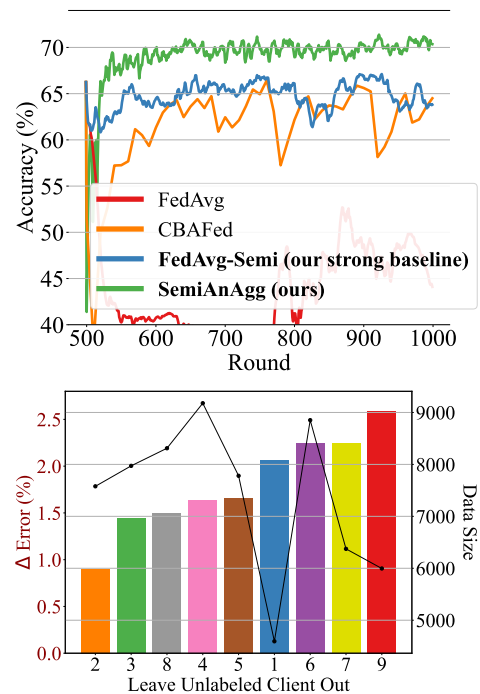 70
65
60
55
50
45
40
Accuracy (%)
FedAvg
CBAFed
FedAvg-Semi (our strong baseline)
SemiAnAgg (ours)
500 600 700 800 900 1000
Round
2.5
2.0
1.5
1.0
0.5
0.0
Δ Error (%)
9000
8000
7000
6000
5000
Data Size
2 3 8 4 5 1 6 7 9
Leave Unlabeled Client Out